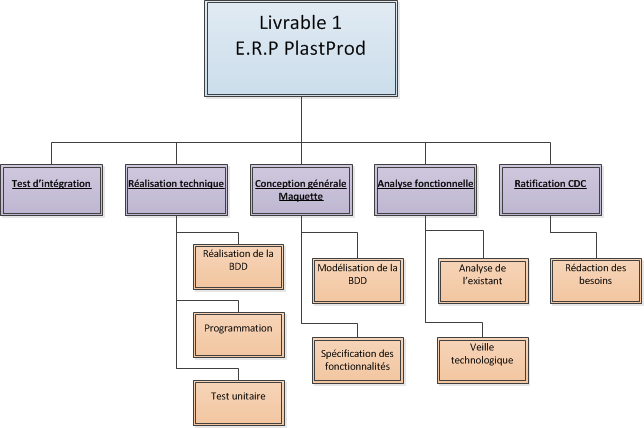 Livrable 1
E.R.P PlastProd
Test d'intégration
Réalisation technique
Conception générale
Maquette
Analyse fonctionnelle
Ratification CDC
Réalisation de la
BDD
Programmation
Test unitaire
Modélisation de la
BDD
Spécification des
fonctionnalités
Analyse de
l'existant
Veille
technologique
Rédaction des
besoins